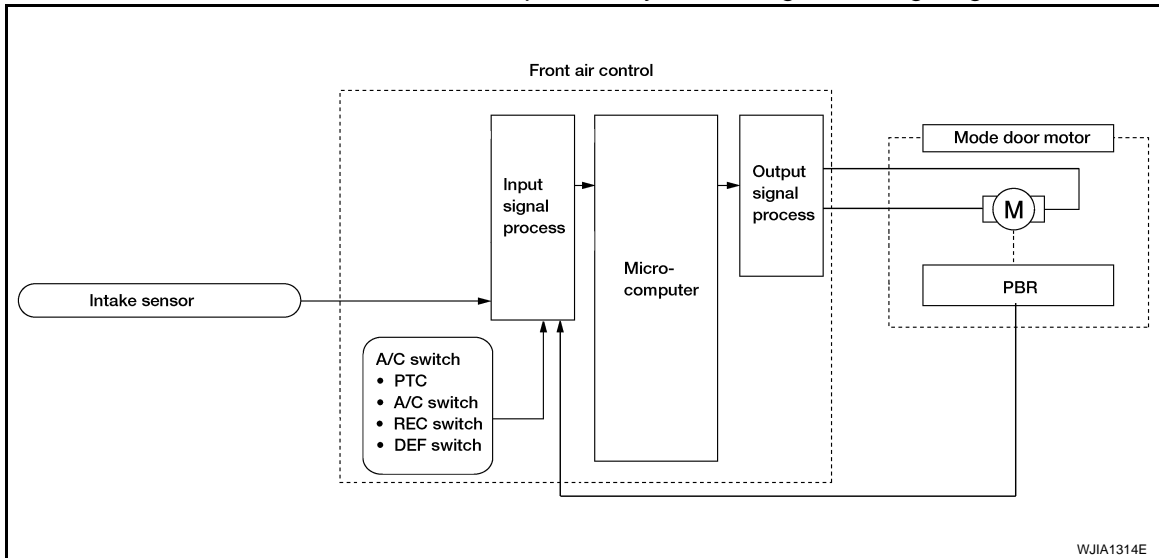 Front air control
Mode door motor
Input
signal
process
Output
signal
process
M
Micro-
computer
PBR
Intake sensor
A/C switch
• PTC
• A/C switch
• REC switch
• DEF switch
WJIA1314E